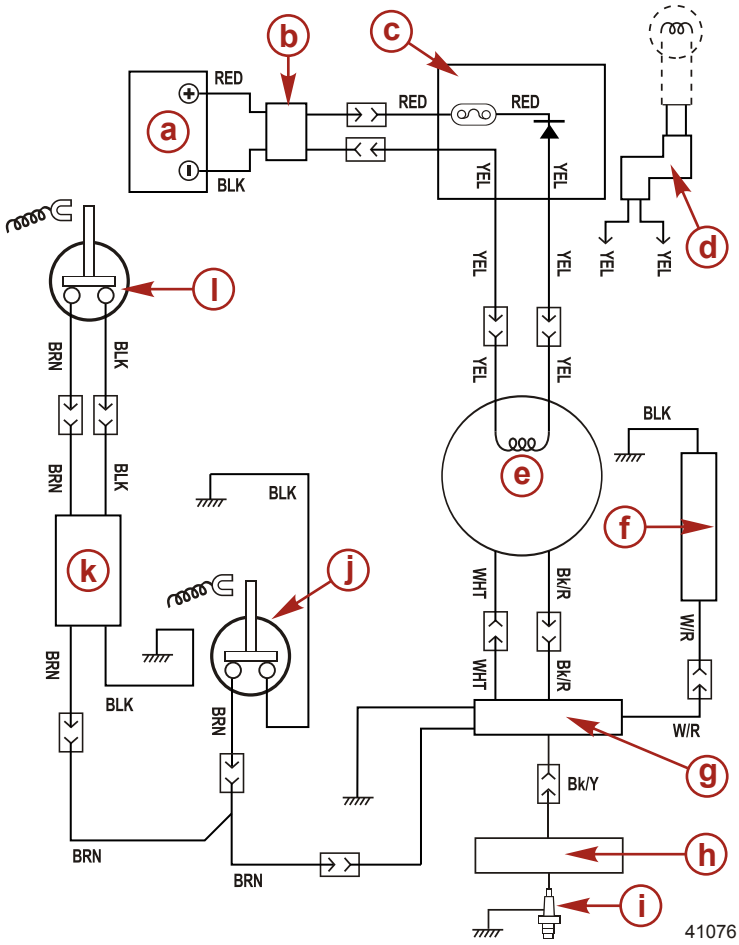 b
c
RED
RED
RED
a
BLK
YEL
YEL
d
YEL
YEL
YEL
YEL
l
BRN
BLK
YEL
YEL
BLK
BRN
BLK
BLK
e
f
k
j
WHT
Bk/R
W/R
BRN
BLK
BRN
WHT
Bk/R
W/R
g
Bk/Y
BRN
BRN
h
i
41076